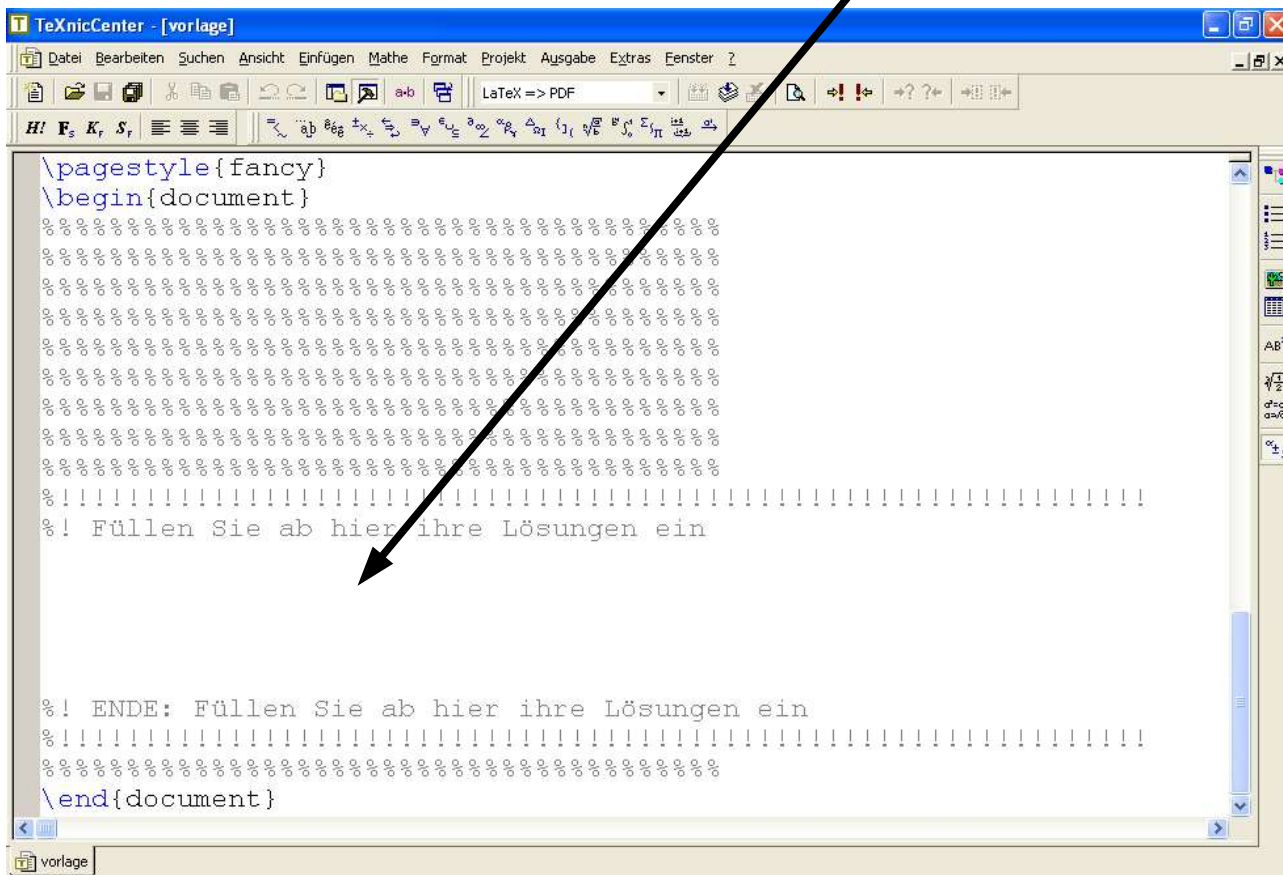 TeXnicCenter - [vorlage]
Datei Bearbeiten Suchen Ansicht Einfügen Mathe Format Projekt Ausgabe Extras Fenster ?
LaTeX => PDF
\pagestyle{fancy}
\begin{document}
%%%%%%%%%%%%%%%%%%%%%%%%%%%%%%%%%%%%%%%%
%%%%%%%%%%%%%%%%%%%%%%%%%%%%%%%%%%%%%%%%
%%%%%%%%%%%%%%%%%%%%%%%%%%%%%%%%%%%%%%%%
%%%%%%%%%%%%%%%%%%%%%%%%%%%%%%%%%%%%%%%%
%%%%%%%%%%%%%%%%%%%%%%%%%%%%%%%%%%%%%%%%
%%%%%%%%%%%%%%%%%%%%%%%%%%%%%%%%%%%%%%%%
%%%%%%%%%%%%%%%%%%%%%%%%%%%%%%%%%%%%%%%%
%%%%%%%%%%%%%%%%%%%%%%%%%%%%%%%%%%%%%%%%
%%%%%%%%%%%%%%%%%%%%%%%%%%%%%%%%%%%%%%%%
%!!!!!!!!!!!!!!!!!!!!!!!!!!!!!!!!!!!!!!!!!!!!!!!!!!!!!!!!!!!!!!!
%! Füllen Sie ab hier ihre Lösungen ein
%! ENDE: Füllen Sie ab hier ihre Lösungen ein
%!!!!!!!!!!!!!!!!!!!!!!!!!!!!!!!!!!!!!!!!!!!!!!!!!!!!!!!!!!!!!!!
%%%%%%%%%%%%%%%%%%%%%%%%%%%%%%%%%%%%%%%%
\end{document}
vorlage